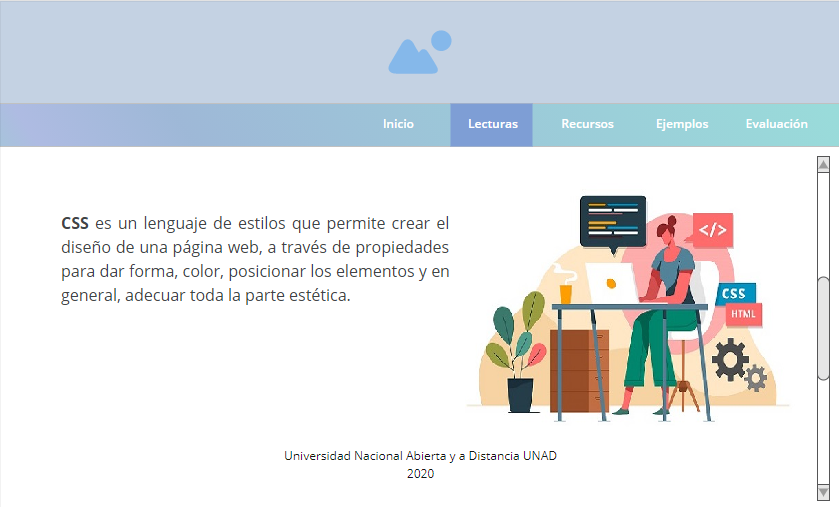 Inicio Lecturas Recursos Ejemplos Evaluación
CSS es un lenguaje de estilos que permite crear el
diseño de una página web, a través de propiedades
para dar forma, color, posicionar los elementos y en
general, adecuar toda la parte estética.
</>
CSS
HTML
Universidad Nacional Abierta y a Distancia UNAD
2020